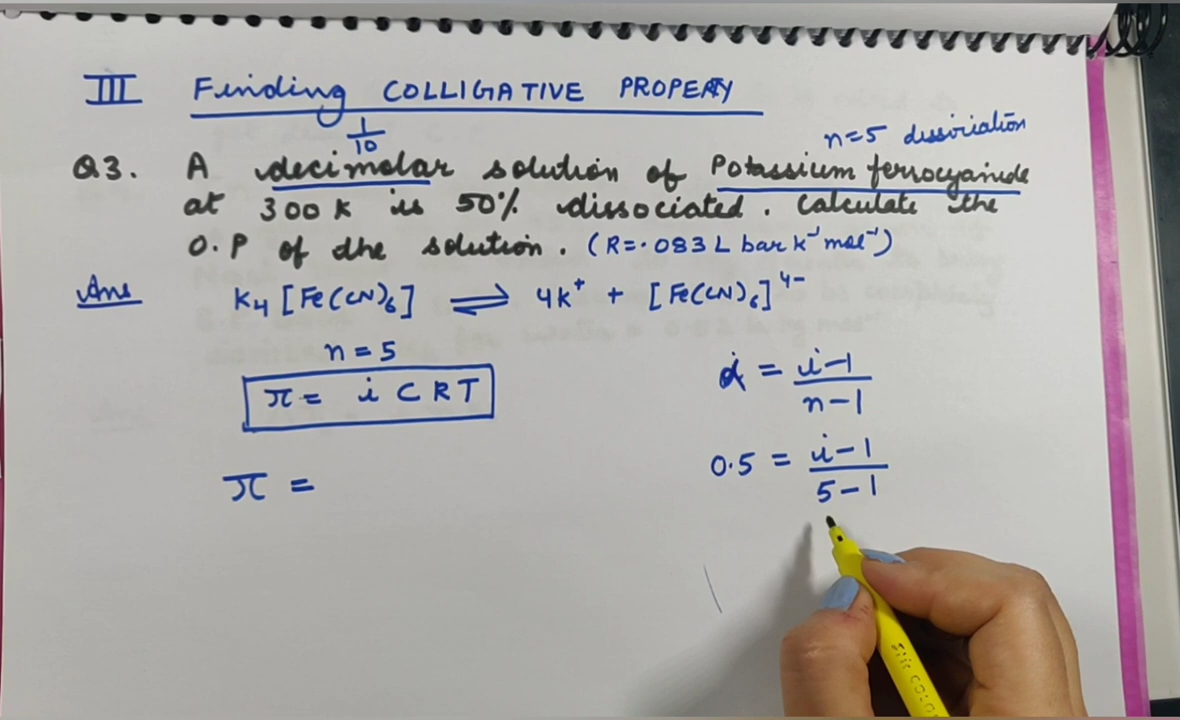 III Finding COLLIGATIVE PROPERTY
1/10
n=5 dissociation
Q3. A decimolar solution of Potassium ferrocyanide
at 300K is 50% dissociated. Calculate the
O.P of dhe solution. (R=.083 L bar k⁻¹ mol⁻¹)
Ans K₄[Fe(CN)₆] ⇌ 4K⁺ + [Fe(CN)₆]⁴⁻
n=5
π = i C R T
α = i-1/n-1
π =
0.5 = i-1/5-1